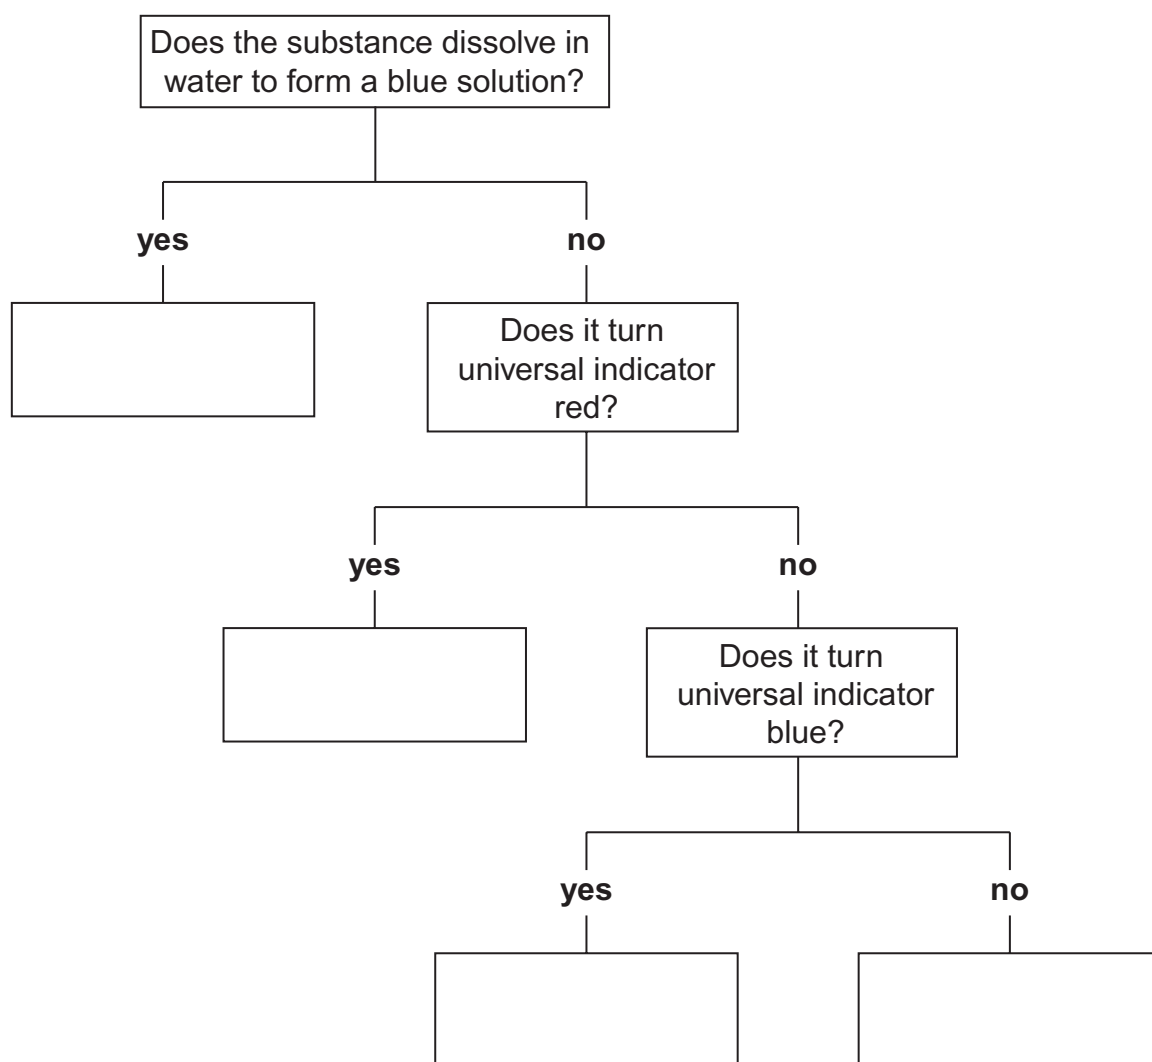 Does the substance dissolve in
water to form a blue solution?
yes
no
Does it turn
universal indicator
red?
yes
no
Does it turn
universal indicator
blue?
yes
no